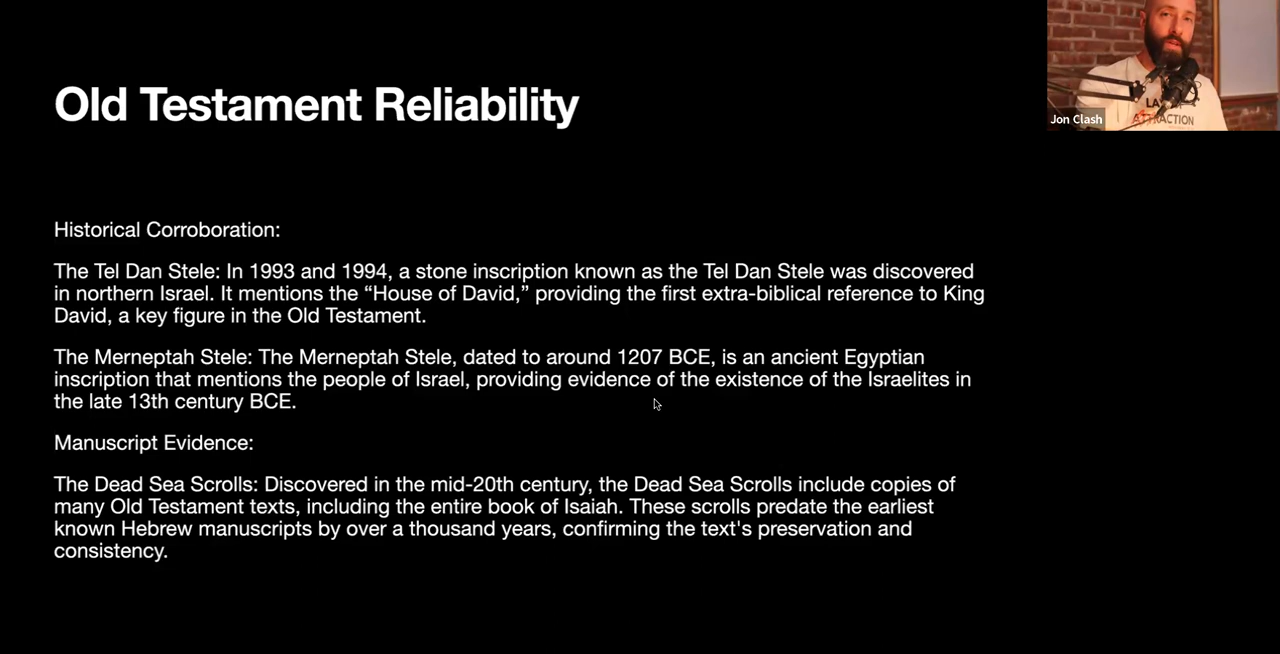 Old Testament Reliability
Jon Clash
ATTRACTION
Historical Corroboration:
The Tel Dan Stele: In 1993 and 1994, a stone inscription known as the Tel Dan Stele was discovered
in northern Israel. It mentions the “House of David,” providing the first extra-biblical reference to King
David, a key figure in the Old Testament.
The Merneptah Stele: The Merneptah Stele, dated to around 1207 BCE, is an ancient Egyptian
inscription that mentions the people of Israel, providing evidence of the existence of the Israelites in
the late 13th century BCE.
Manuscript Evidence:
The Dead Sea Scrolls: Discovered in the mid-20th century, the Dead Sea Scrolls include copies of
many Old Testament texts, including the entire book of Isaiah. These scrolls predate the earliest
known Hebrew manuscripts by over a thousand years, confirming the text's preservation and
consistency.